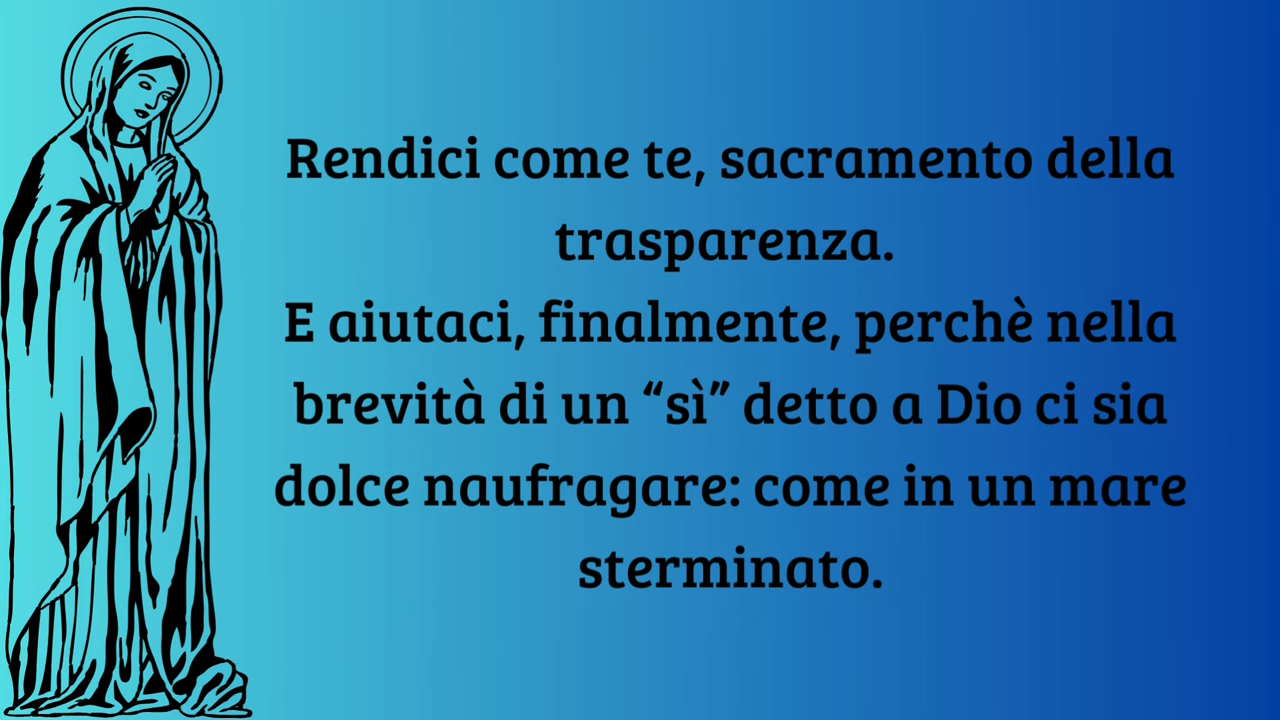 Rendici come te, sacramento della
trasparenza.
E aiutaci, finalmente, perchè nella
brevità di un “sì” detto a Dio ci sia
dolce naufragare: come in un mare
sterminato.